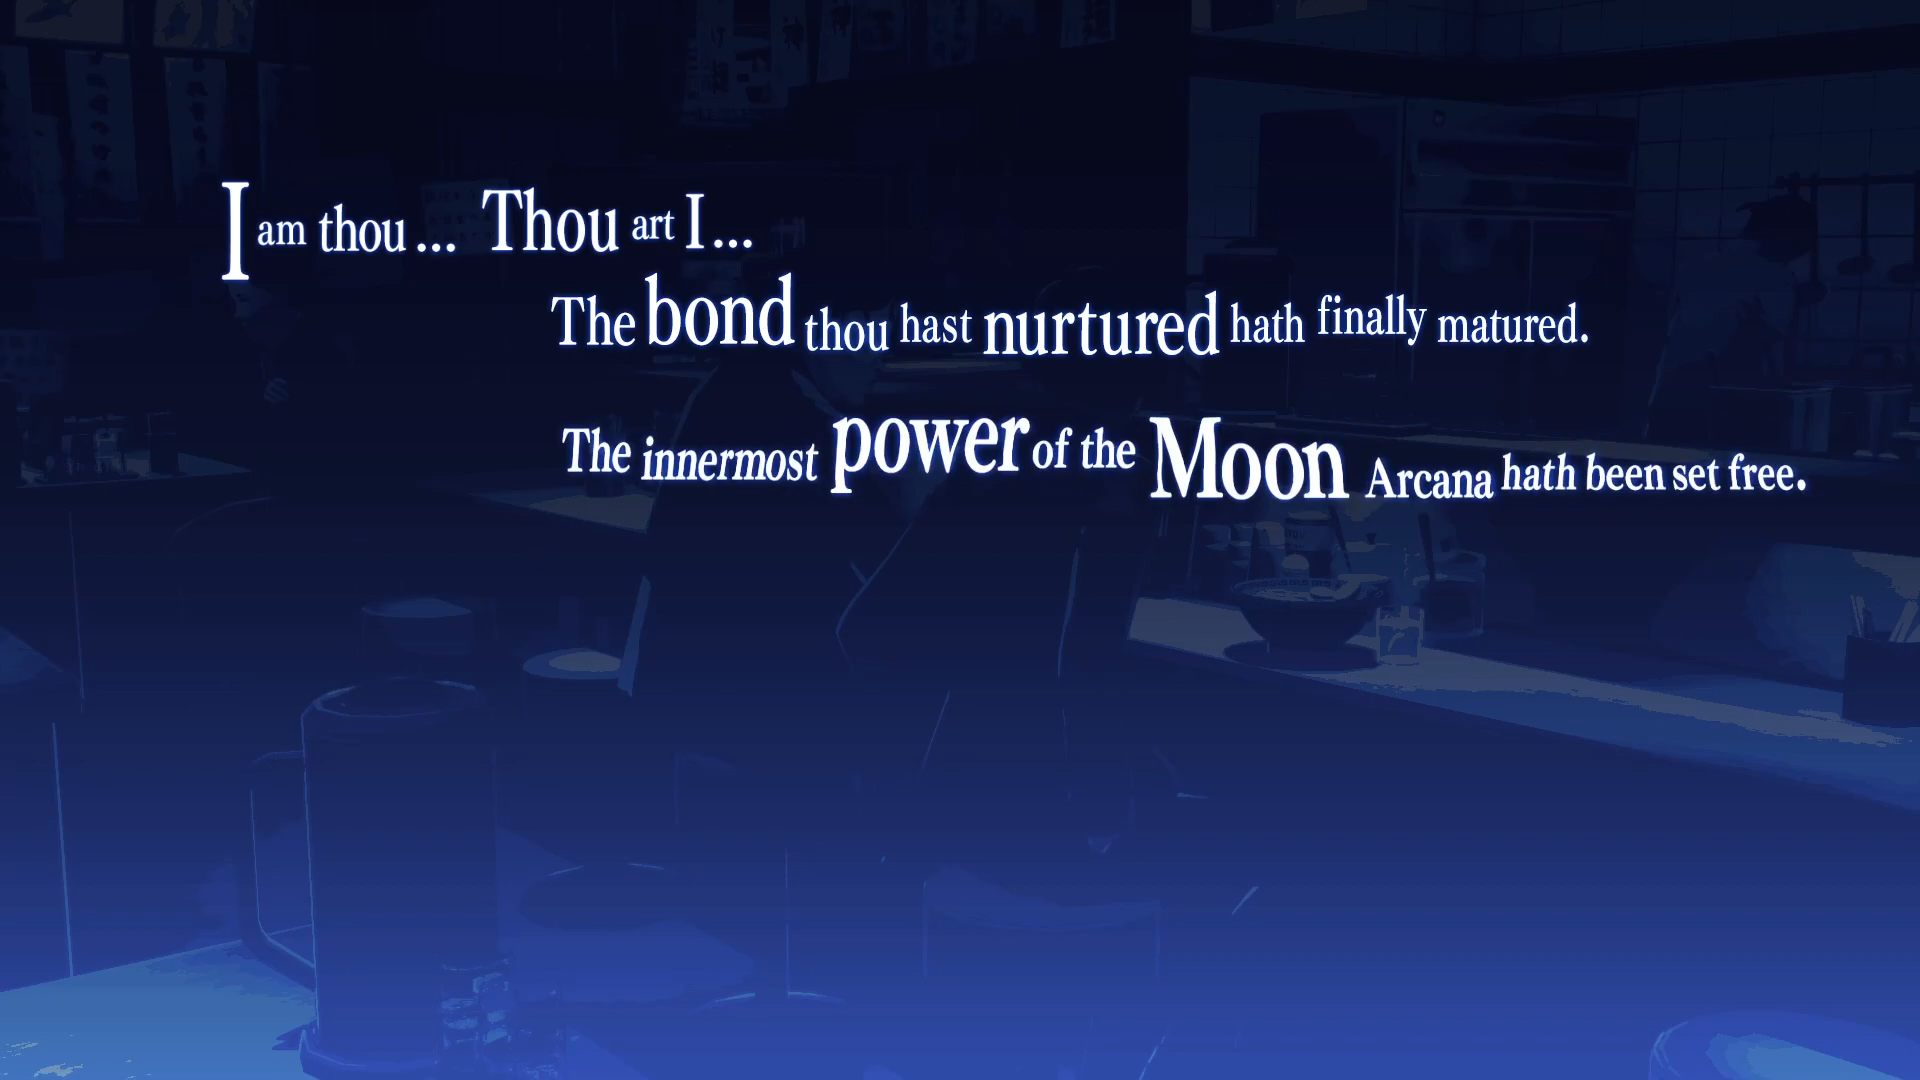 I am thou... Thou art I...
The bond thou hast nurtured hath finally matured.
The innermost power of the Moon Arcana hath been set free.